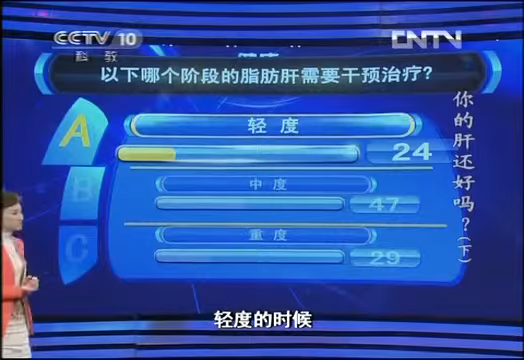 CCTV 10
科教
CNTV
健康
以下哪个阶段的脂肪肝需要干预治疗?
你的肝还好吗?(下)
A
轻度
24
B
中度
47
C
重度
29
轻度的时候